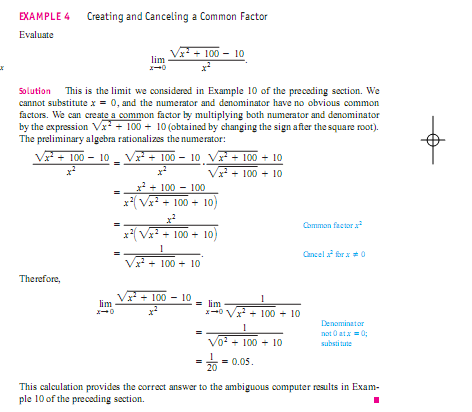 EXAMPLE 4 Creating and Canceling a Common Factor
Evaluate
lim x→0 (√(x² + 100) − 10) / x².
x
Solution This is the limit we considered in Example 10 of the preceding section. We
cannot substitute x = 0, and the numerator and denominator have no obvious common
factors. We can create a common factor by multiplying both numerator and denominator
by the expression √(x² + 100) + 10 (obtained by changing the sign after the square root).
The preliminary algebra rationalizes the numerator:
(√(x² + 100) − 10) / x² = (√(x² + 100) − 10) / x² · (√(x² + 100) + 10) / (√(x² + 100) + 10)
= (x² + 100 − 100) / (x²(√(x² + 100) + 10))
= x² / (x²(√(x² + 100) + 10)) Common factor x²
= 1 / (√(x² + 100) + 10). Cancel x² for x ≠ 0
Therefore,
lim x→0 (√(x² + 100) − 10) / x² = lim x→0 1 / (√(x² + 100) + 10)
= 1 / (√(0² + 100) + 10) Denominator
not 0 at x = 0;
substitute
= 1/20 = 0.05.
This calculation provides the correct answer to the ambiguous computer results in Exam-
ple 10 of the preceding section.